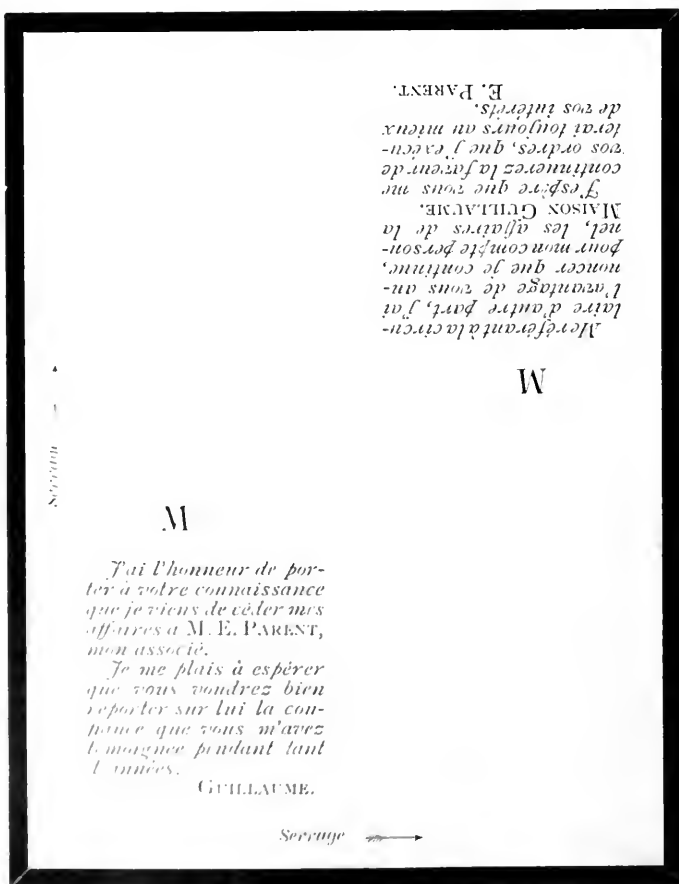 M
Me référant à la circu-
laire d'autre part, j'ai
l'avantage de vous an-
noncer que je continue,
pour mon compte person-
nel, les affaires de la
MAISON GUILLAUME.
J'espère que vous me
continuerez la faveur de
vos ordres, que j'exécu-
terai toujours au mieux
de vos intérêts.
E. PARENT.
Serrage
M
J'ai l'honneur de por-
ter à votre connaissance
que je viens de céder mes
affaires à M. E. PARENT,
mon associé.
Je me plais à espérer
que vous voudrez bien
reporter sur lui la con-
fiance que vous m'avez
témoignée pendant tant
d'années.
GUILLAUME.
Serrage